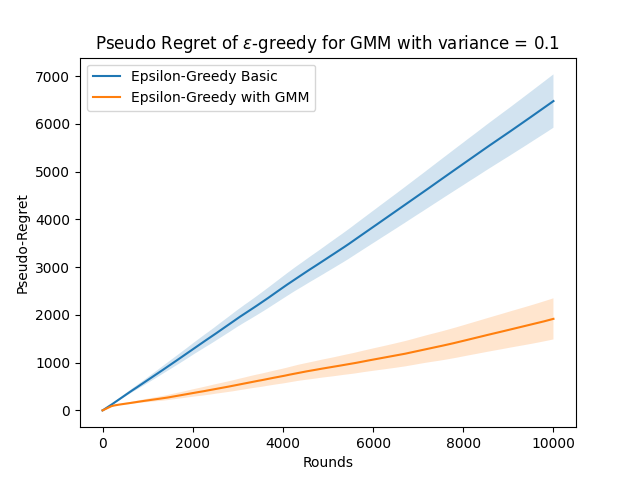 Pseudo Regret of ε-greedy for GMM with variance = 0.1
Epsilon-Greedy Basic
Epsilon-Greedy with GMM
Pseudo-Regret
7000
6000
5000
4000
3000
2000
1000
0
0 2000 4000 6000 8000 10000
Rounds